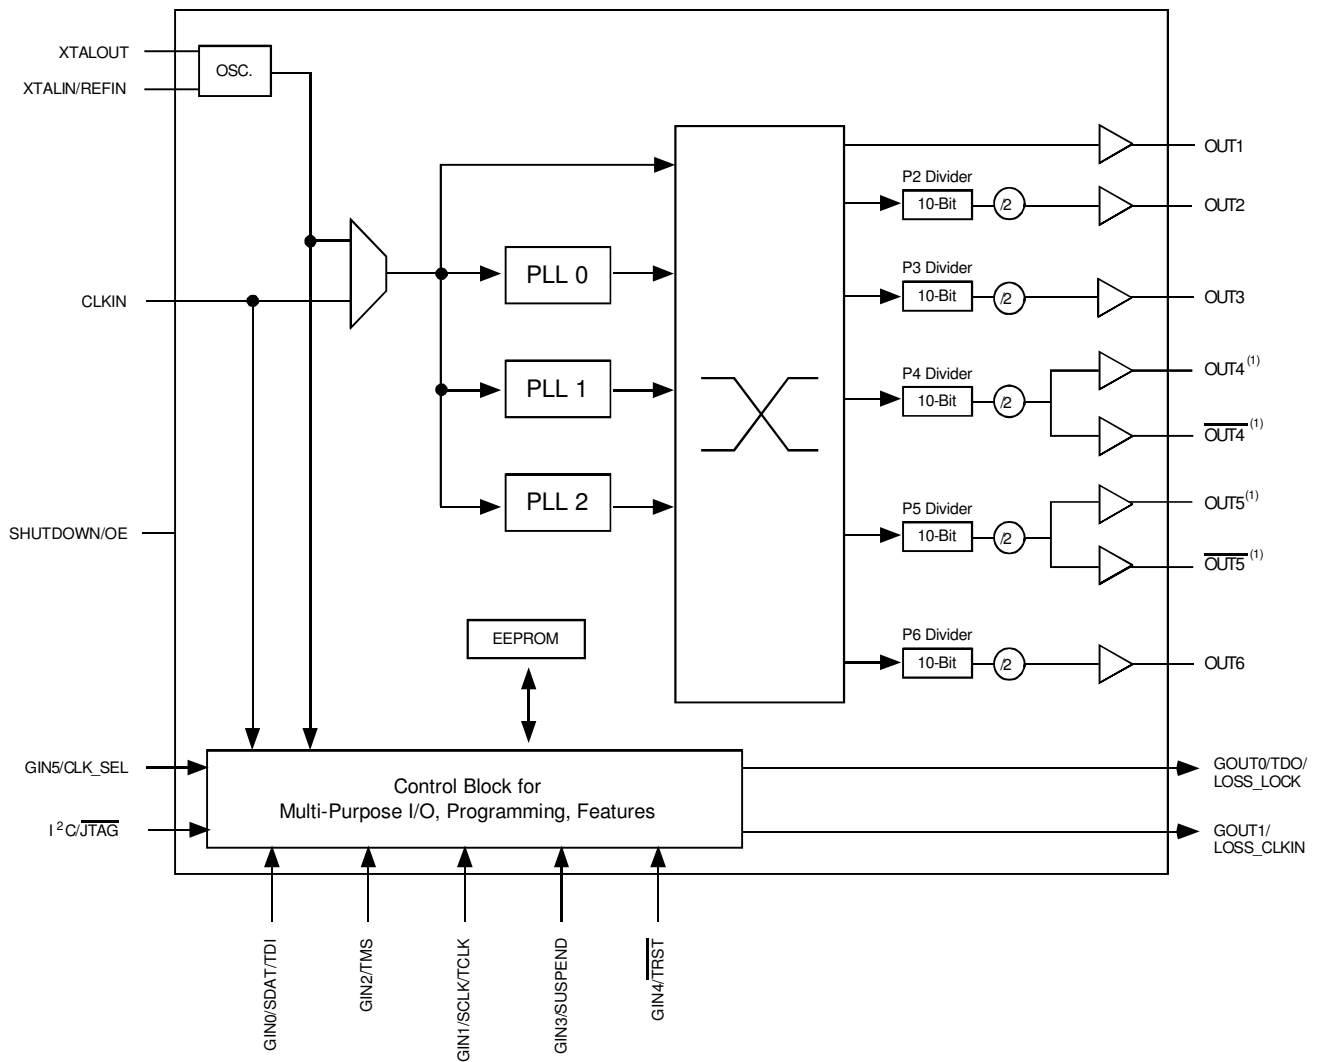 XTALOUT
XTALIN/REFIN
OSC.
CLKIN
SHUTDOWN/OE
PLL 0
PLL 1
PLL 2
EEPROM
P2 Divider
10-Bit
/2
P3 Divider
10-Bit
/2
P4 Divider
10-Bit
/2
P5 Divider
10-Bit
/2
P6 Divider
10-Bit
/2
OUT1
OUT2
OUT3
OUT4(1)
OUT4(1)
OUT5(1)
OUT5(1)
OUT6
GIN5/CLK_SEL
I2C/JTAG
Control Block for
Multi-Purpose I/O, Programming, Features
GOUT0/TDO/
LOSS_LOCK
GOUT1/
LOSS_CLKIN
GIN0/SDAT/TDI
GIN2/TMS
GIN1/SCLK/TCLK
GIN3/SUSPEND
GIN4/TRST